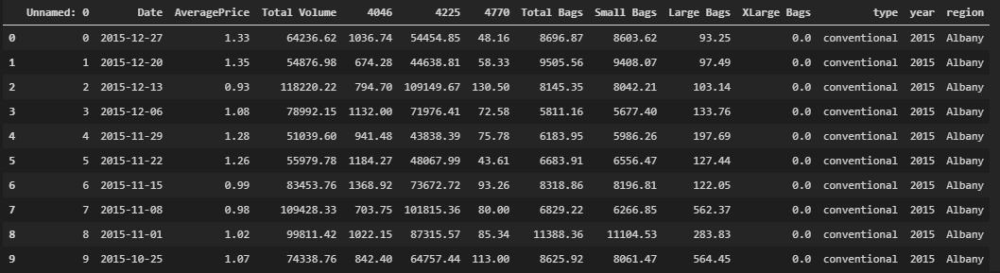 Unnamed: 0 Date AveragePrice Total Volume 4046 4225 4770 Total Bags Small Bags Large Bags XLarge Bags type year region
0 0 2015-12-27 1.33 64236.62 1036.74 54454.85 48.16 8696.87 8603.62 93.25 0.0 conventional 2015 Albany
1 1 2015-12-20 1.35 54876.98 674.28 44638.81 58.33 9505.56 9408.07 97.49 0.0 conventional 2015 Albany
2 2 2015-12-13 0.93 118220.22 794.70 109149.67 130.50 8145.35 8042.21 103.14 0.0 conventional 2015 Albany
3 3 2015-12-06 1.08 78992.15 1132.00 71976.41 72.58 5811.16 5677.40 133.76 0.0 conventional 2015 Albany
4 4 2015-11-29 1.28 51039.60 941.48 43838.39 75.78 6183.95 5986.26 197.69 0.0 conventional 2015 Albany
5 5 2015-11-22 1.26 55979.78 1184.27 48067.99 43.61 6683.91 6556.47 127.44 0.0 conventional 2015 Albany
6 6 2015-11-15 0.99 83453.76 1368.92 73672.72 93.26 8318.86 8196.81 122.05 0.0 conventional 2015 Albany
7 7 2015-11-08 0.98 109428.33 703.75 101815.36 80.00 6829.22 6266.85 562.37 0.0 conventional 2015 Albany
8 8 2015-11-01 1.02 99811.42 1022.15 87315.57 85.34 11388.36 11104.53 283.83 0.0 conventional 2015 Albany
9 9 2015-10-25 1.07 74338.76 842.40 64757.44 113.00 8625.92 8061.47 564.45 0.0 conventional 2015 Albany